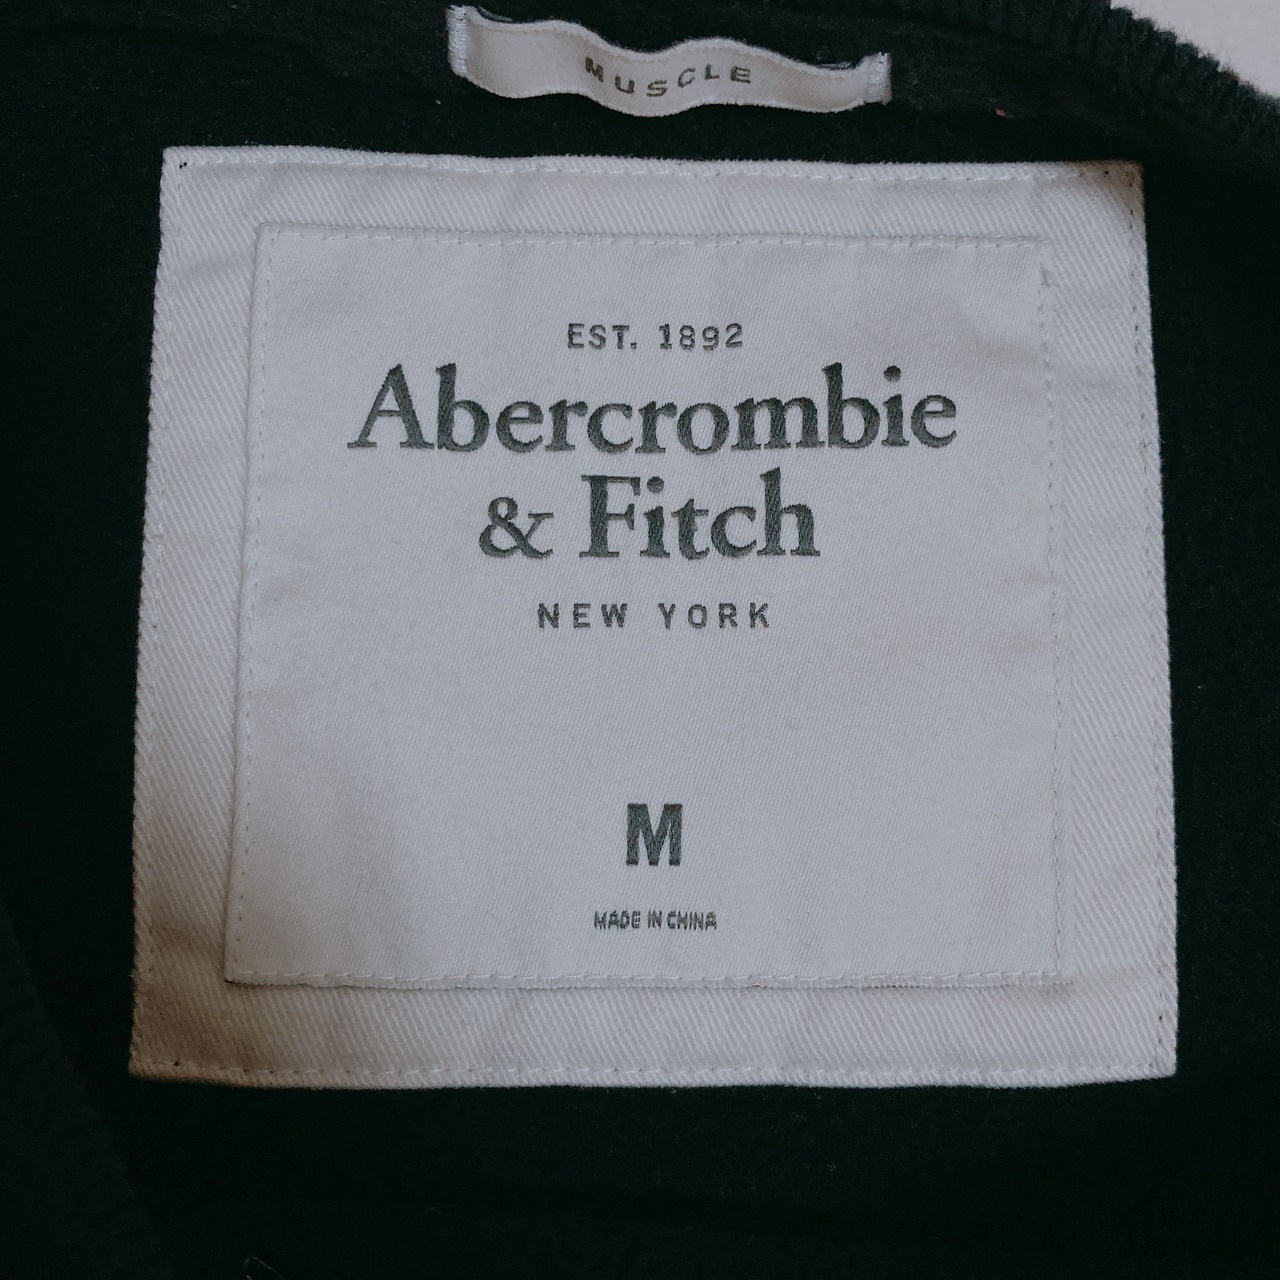 MUSCLE
EST. 1892
Abercrombie
& Fitch
NEW YORK
M
MADE IN CHINA